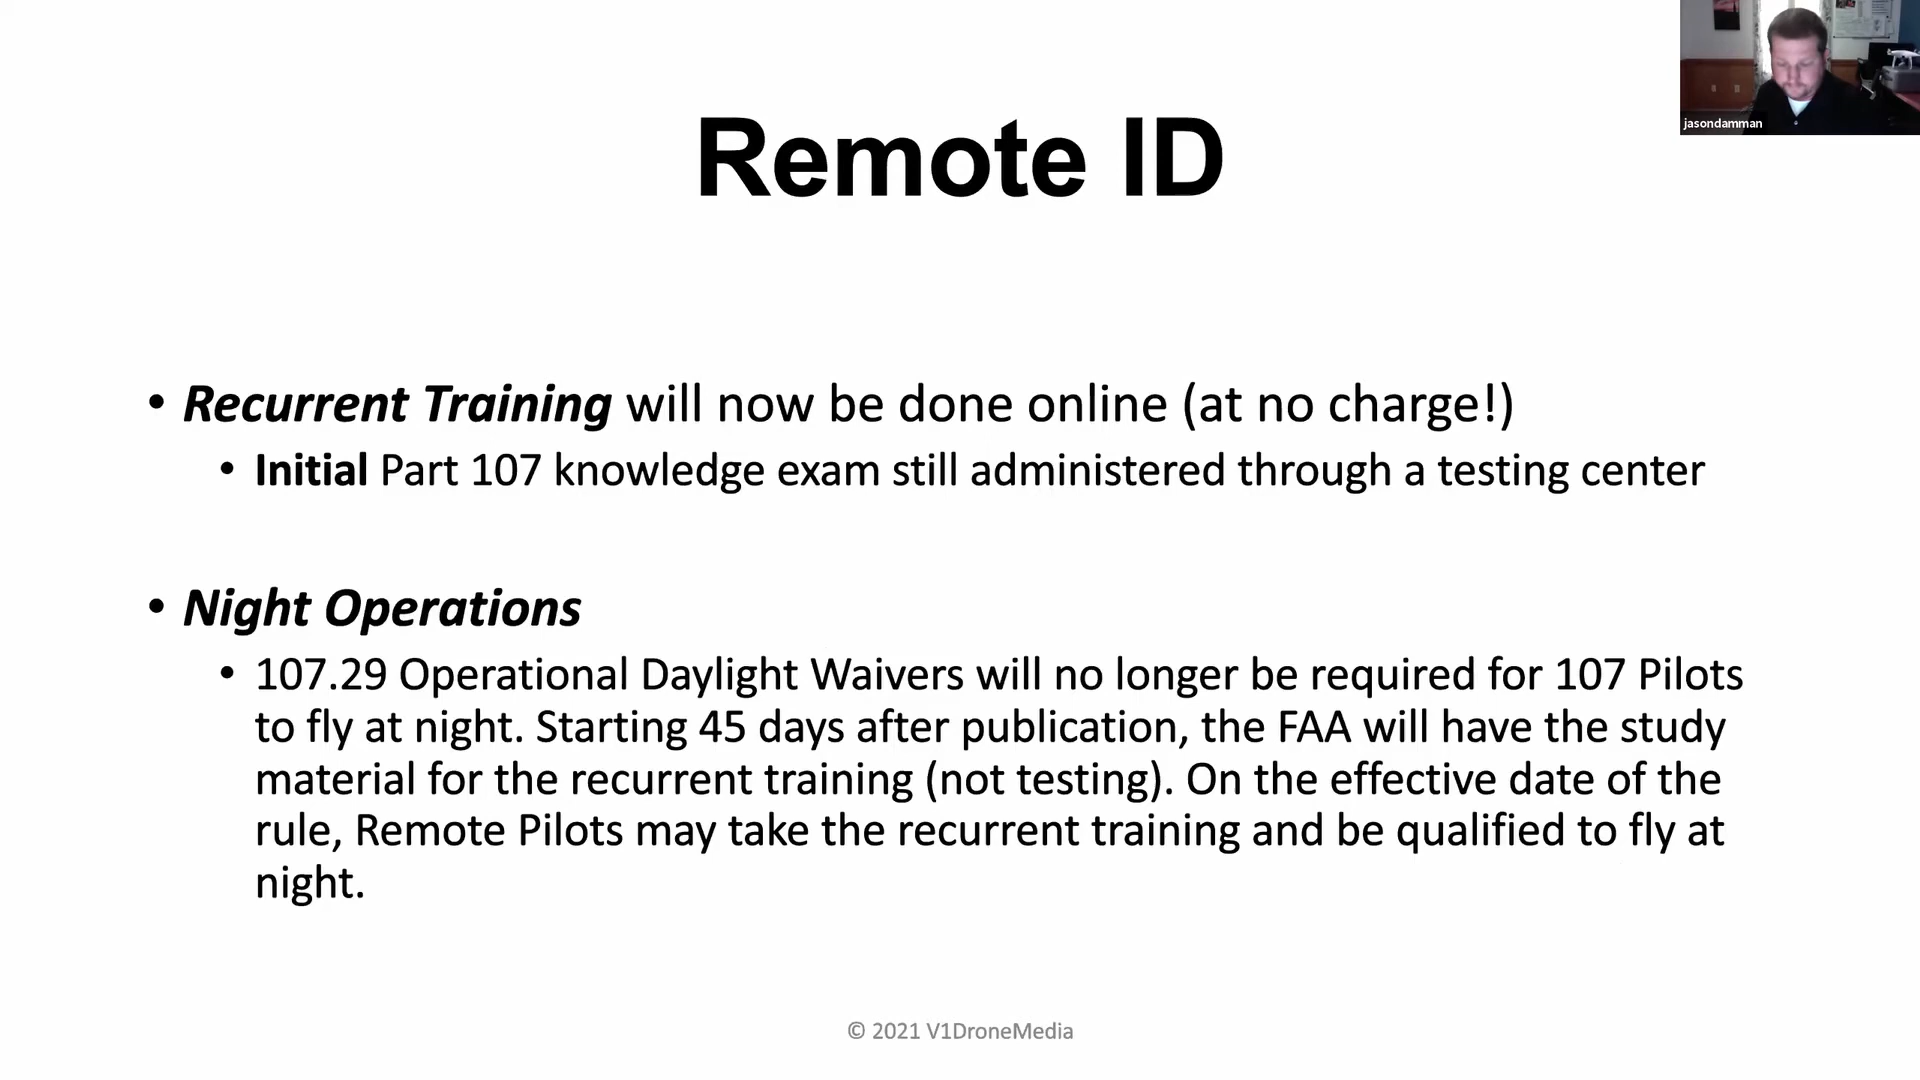 jasondamman
Remote ID
• Recurrent Training will now be done online (at no charge!)
• Initial Part 107 knowledge exam still administered through a testing center
• Night Operations
• 107.29 Operational Daylight Waivers will no longer be required for 107 Pilots
to fly at night. Starting 45 days after publication, the FAA will have the study
material for the recurrent training (not testing). On the effective date of the
rule, Remote Pilots may take the recurrent training and be qualified to fly at
night.
© 2021 V1DroneMedia